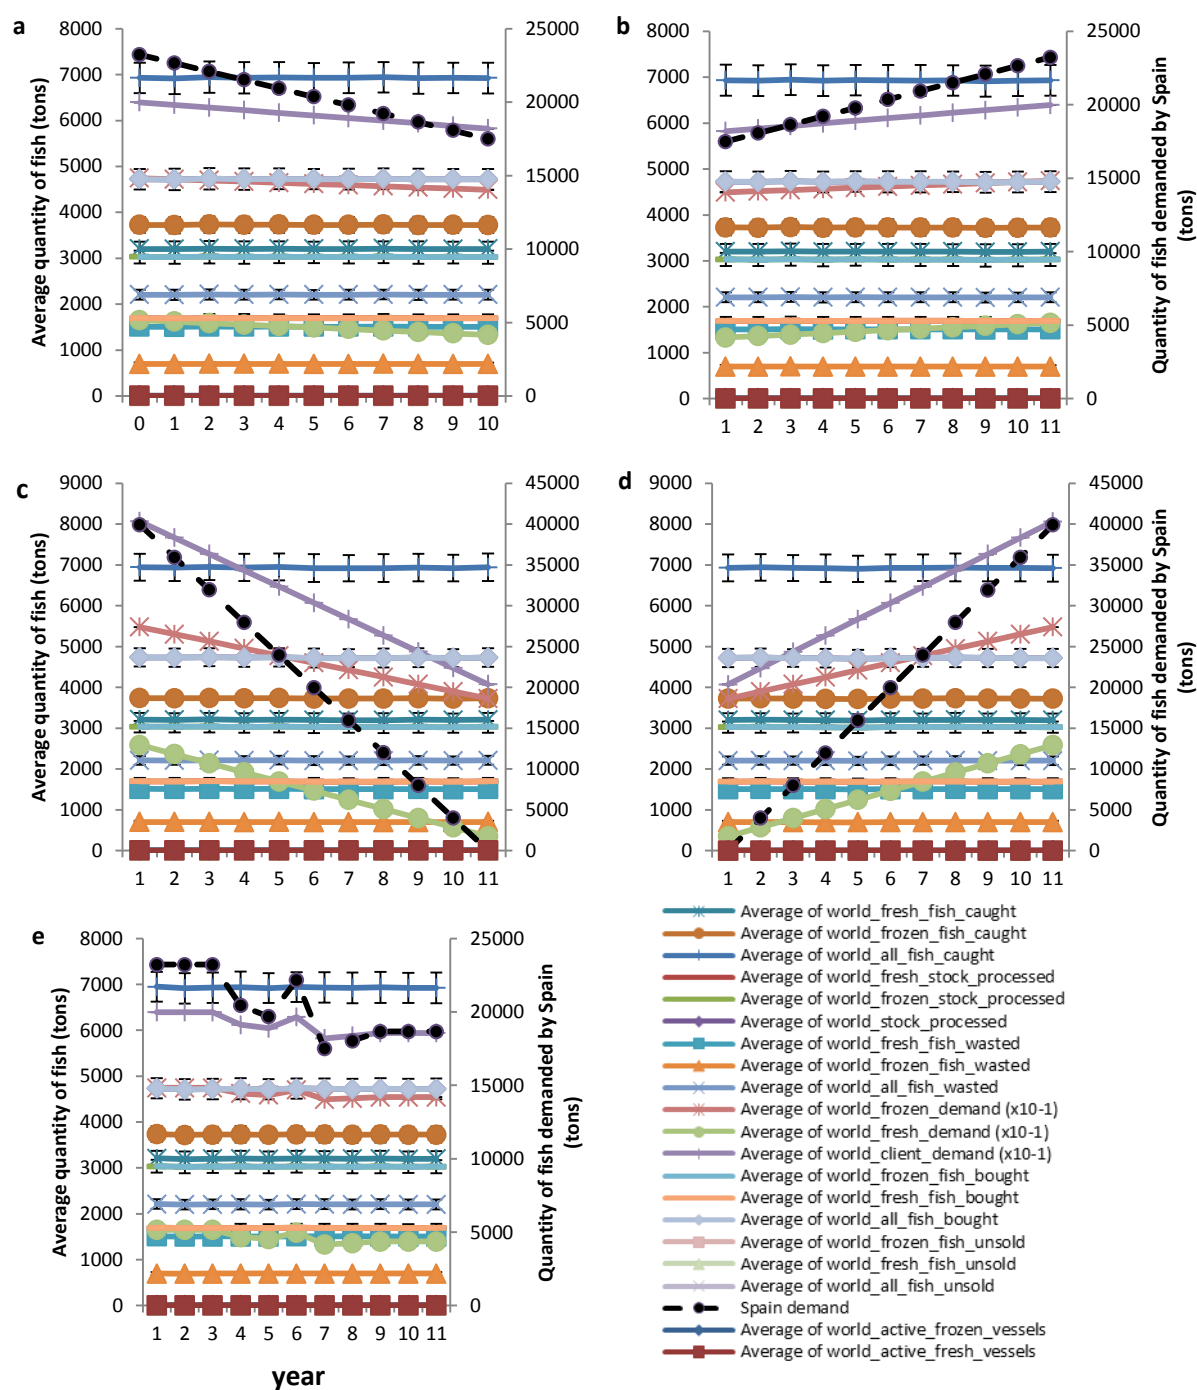 a
8000
7000
6000
5000
4000
3000
2000
1000
0
Average quantity of fish (tons)
25000
20000
15000
10000
5000
0
0 1 2 3 4 5 6 7 8 9 10
b
8000
7000
6000
5000
4000
3000
2000
1000
0
25000
20000
15000
10000
5000
0
Quantity of fish demanded by Spain
(tons)
1 2 3 4 5 6 7 8 9 10 11
c
9000
8000
7000
6000
5000
4000
3000
2000
1000
0
Average quantity of fish (tons)
45000
40000
35000
30000
25000
20000
15000
10000
5000
0
1 2 3 4 5 6 7 8 9 10 11
d
9000
8000
7000
6000
5000
4000
3000
2000
1000
0
45000
40000
35000
30000
25000
20000
15000
10000
5000
0
Quantity of fish demanded by Spain
(tons)
1 2 3 4 5 6 7 8 9 10 11
e
8000
7000
6000
5000
4000
3000
2000
1000
0
Average quantity of fish (tons)
25000
20000
15000
10000
5000
0
Quantity of fish demanded by Spain
(tons)
1 2 3 4 5 6 7 8 9 10 11
year
Average of world_fresh_fish_caught
Average of world_frozen_fish_caught
Average of world_all_fish_caught
Average of world_fresh_stock_processed
Average of world_frozen_stock_processed
Average of world_stock_processed
Average of world_fresh_fish_wasted
Average of world_frozen_fish_wasted
Average of world_all_fish_wasted
Average of world_frozen_demand (x10-1)
Average of world_fresh_demand (x10-1)
Average of world_client_demand (x10-1)
Average of world_frozen_fish_bought
Average of world_fresh_fish_bought
Average of world_all_fish_bought
Average of world_frozen_fish_unsold
Average of world_fresh_fish_unsold
Average of world_all_fish_unsold
Spain demand
Average of world_active_frozen_vessels
Average of world_active_fresh_vessels